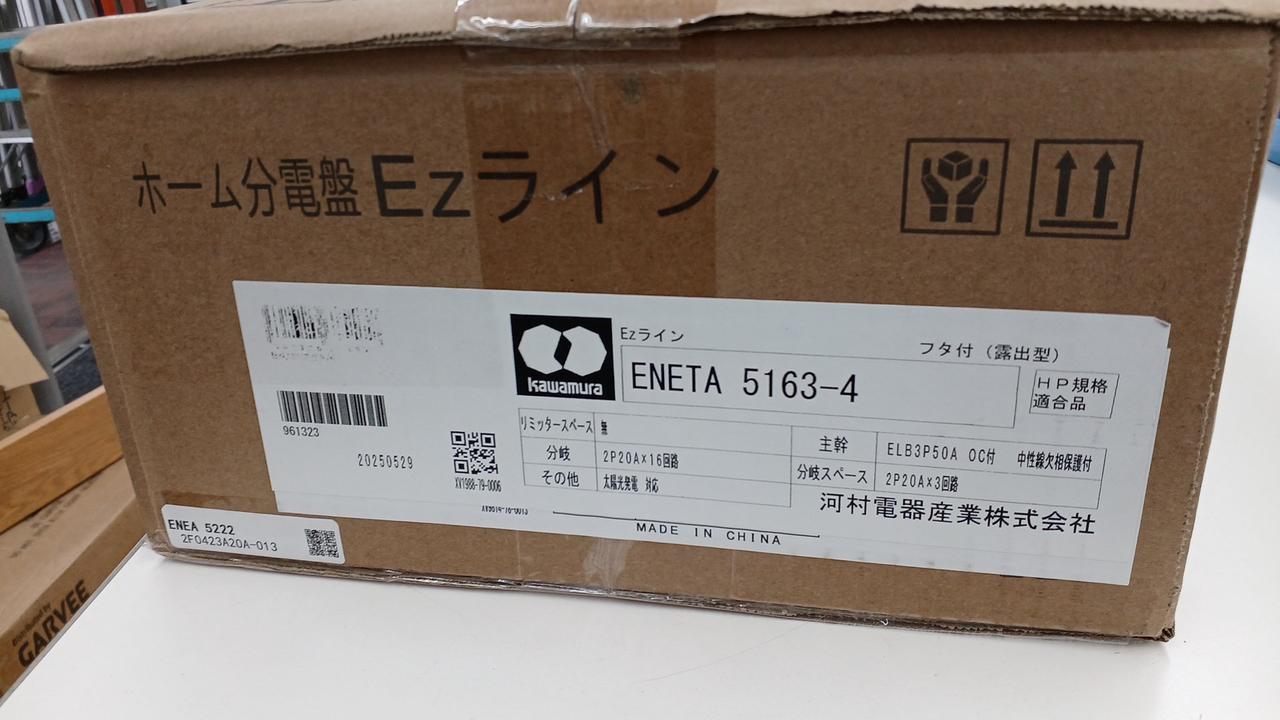 ホーム分電盤 Ezライン
kawamura
Ezライン
フタ付（露出型）
ENETA 5163-4
HP規格
適合品
リミッタースペース 無
分岐 2P20A×16回路
その他 太陽光発電 対応
主幹 ELB3P50A OC付 中性線欠相保護付
分岐スペース 2P20A×3回路
961323
20250529
XV1988-79-0006
河村電器産業株式会社
MADE IN CHINA
ENEA 5222
2F0423A20A-013
Distributed by
GARVEE